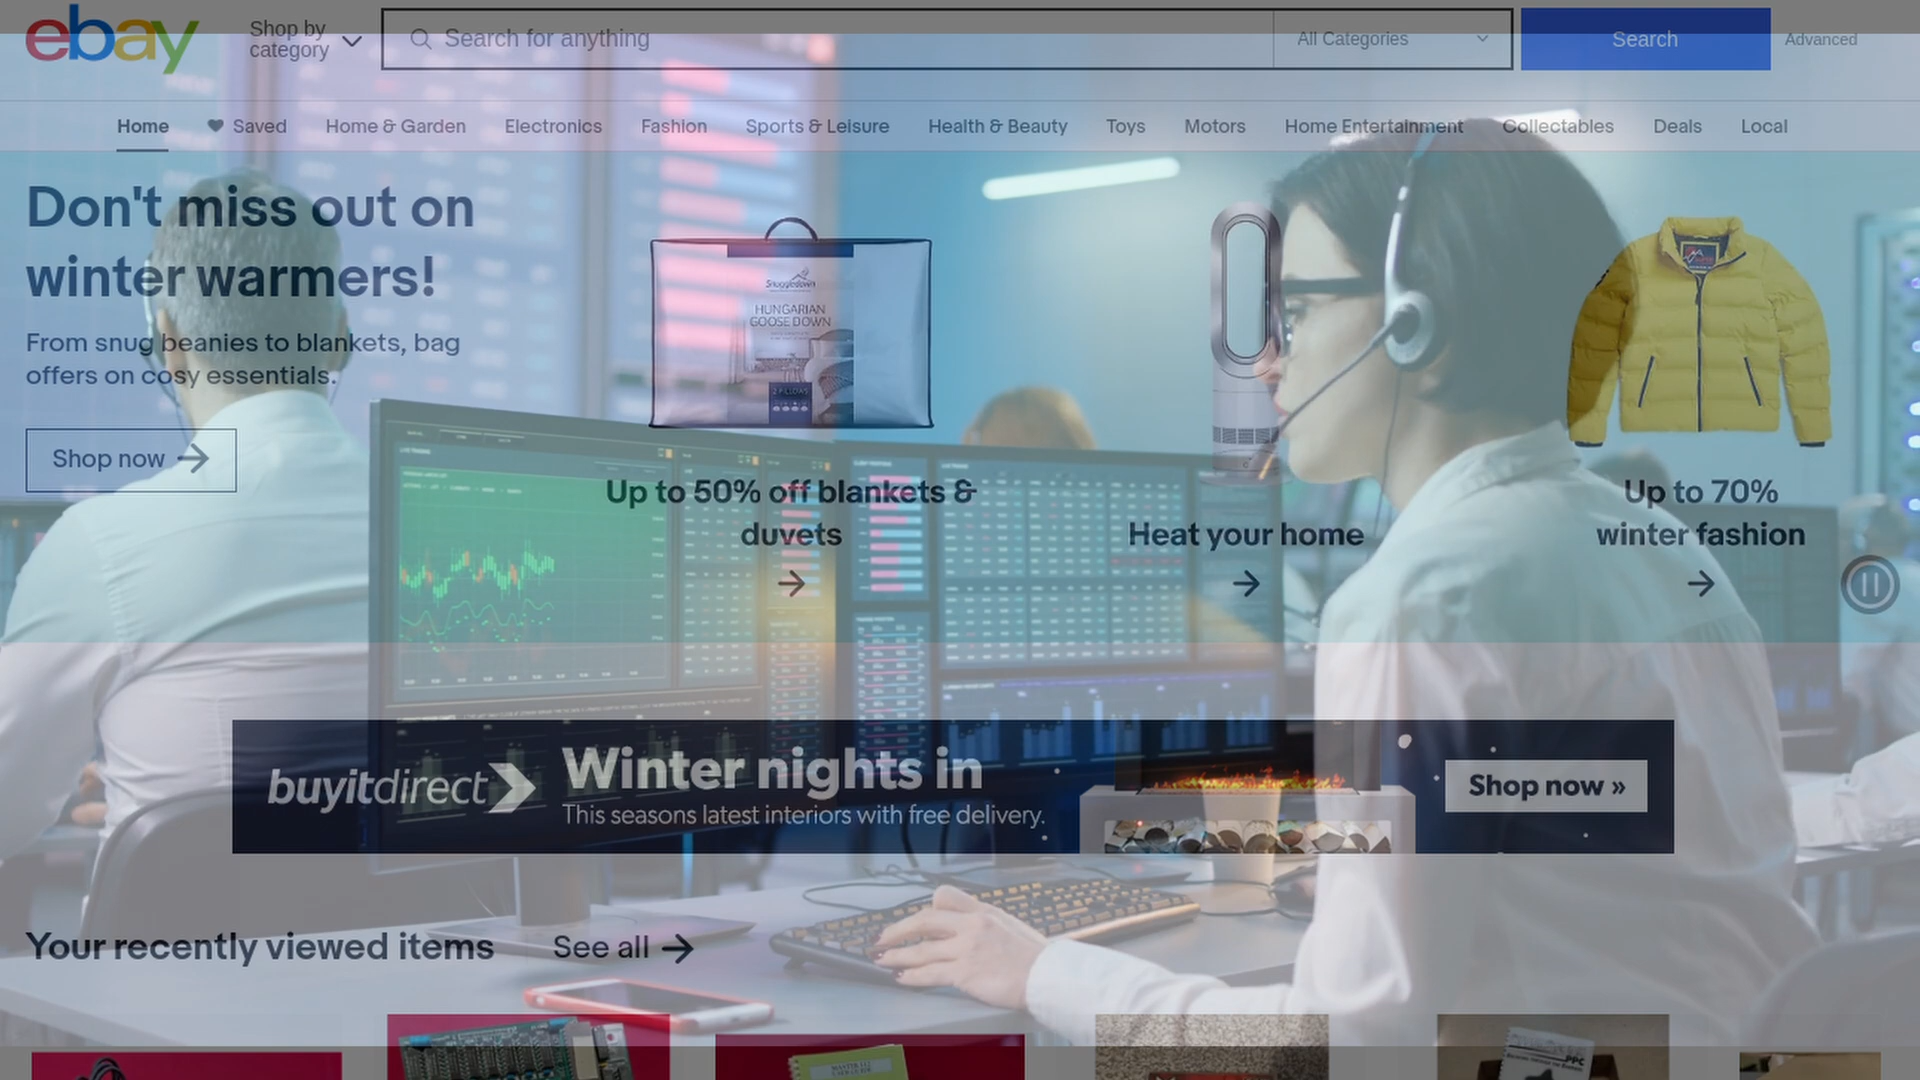 ebay
Shop by
category
Search for anything
All Categories
Search
Advanced
Home
Saved
Home & Garden
Electronics
Fashion
Sports & Leisure
Health & Beauty
Toys
Motors
Home Entertainment
Collectables
Deals
Local
Don't miss out on
winter warmers!
From snug beanies to blankets, bag
offers on cosy essentials.
Shop now
Snuggledown
HUNGARIAN
GOOSE DOWN
2 PILLOWS
Up to 50% off blankets &
duvets
Heat your home
Up to 70%
winter fashion
buyitdirect
Winter nights in
This seasons latest interiors with free delivery.
Shop now »
Your recently viewed items
See all
PPC